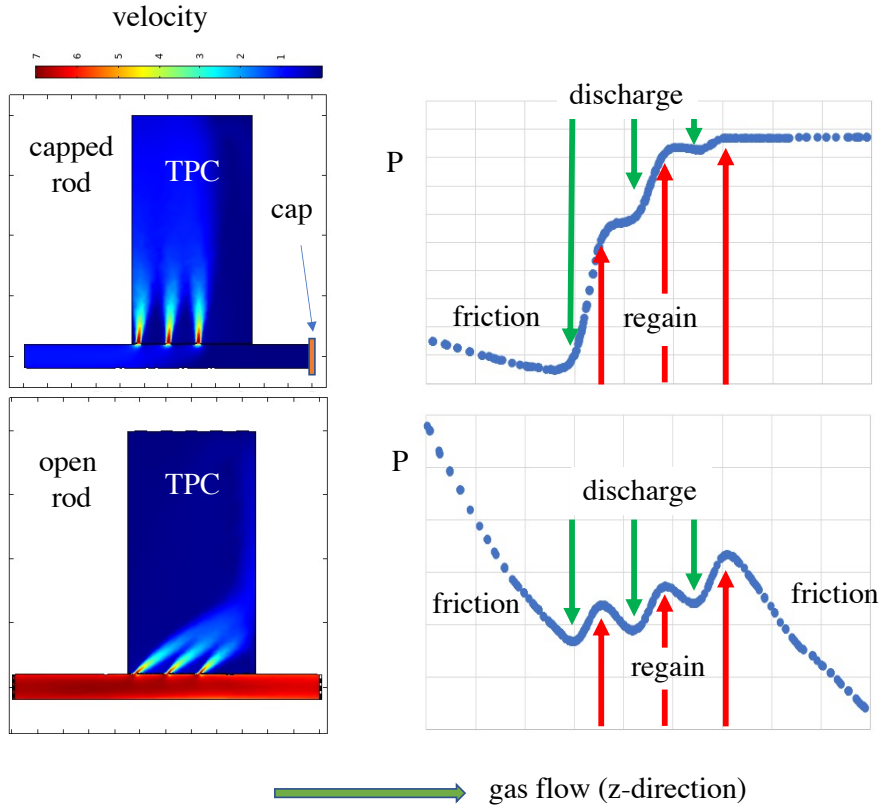 velocity
7 6 5 4 3 2 1
capped
rod
TPC
cap
P
discharge
friction
regain
open
rod
TPC
P
discharge
friction
friction
regain
gas flow (z-direction)